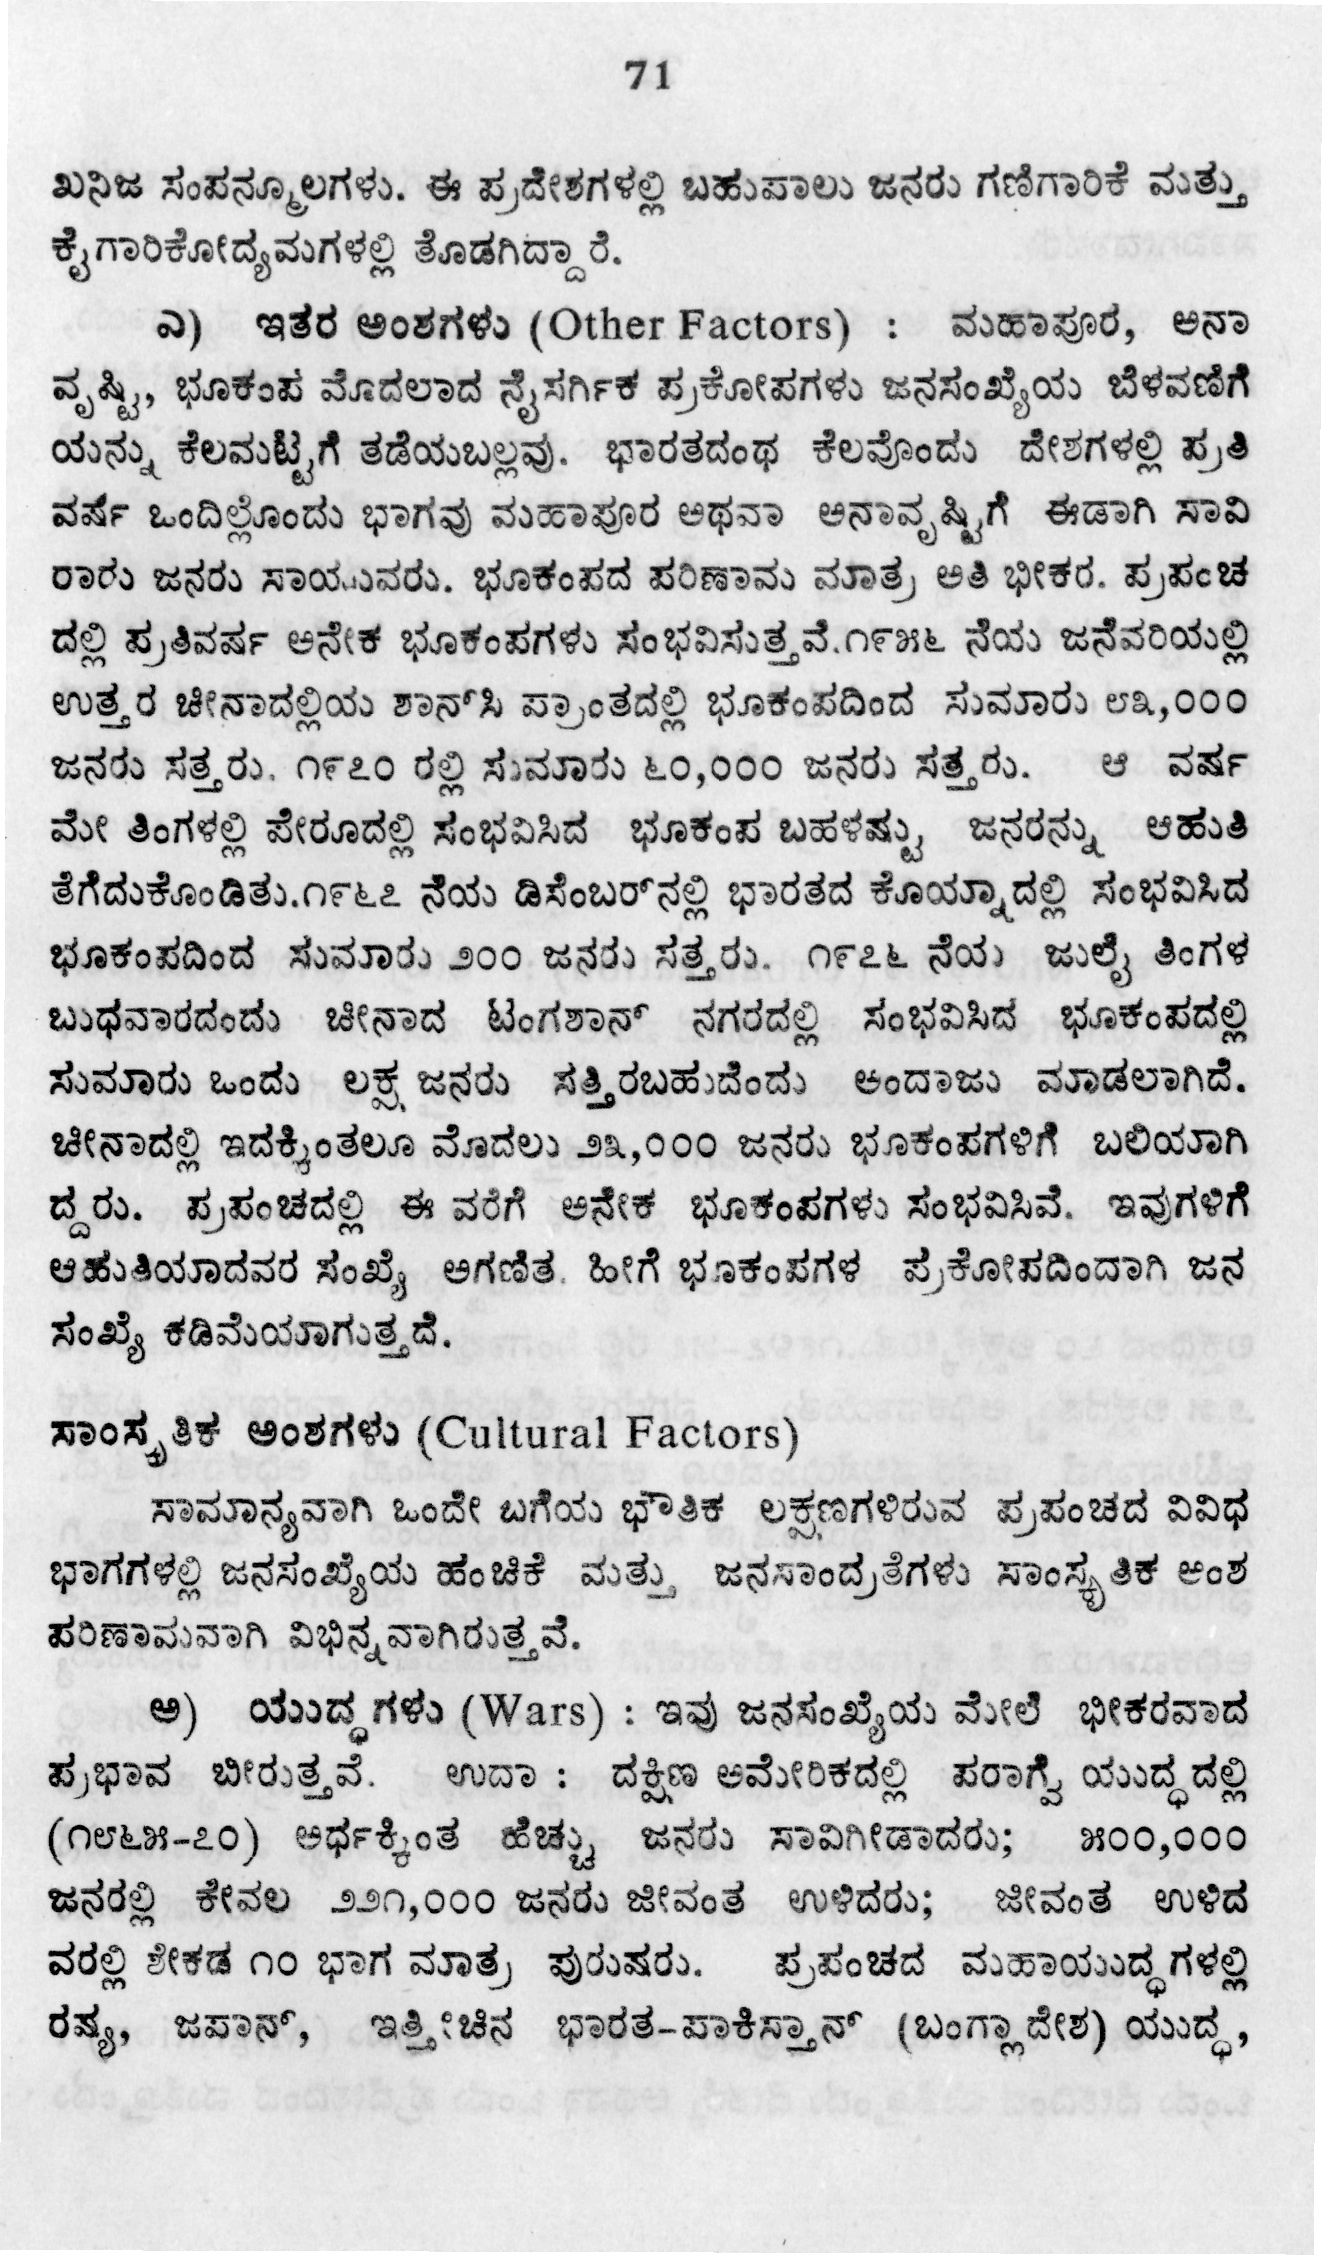 71
ಖನಿಜ ಸಂಪನ್ಮೂಲಗಳು. ಈ ಪ್ರದೇಶಗಳಲ್ಲಿ ಬಹುಪಾಲು ಜನರು ಗಣಿಗಾರಿಕೆ ಮತ್ತು
ಕೈಗಾರಿಕೋದ್ಯಮಗಳಲ್ಲಿ ತೊಡಗಿದ್ದಾರೆ.
ಎ) ಇತರ ಅಂಶಗಳು (Other Factors) : ಮಹಾಪೂರ, ಅನಾ
ವೃಷ್ಟಿ, ಭೂಕಂಪ ಮೊದಲಾದ ನೈಸರ್ಗಿಕ ಪ್ರಕೋಪಗಳು ಜನಸಂಖ್ಯೆಯ ಬೆಳವಣಿಗೆ
ಯನ್ನು ಕೆಲಮಟ್ಟಿಗೆ ತಡೆಯಬಲ್ಲವು. ಭಾರತದಂಥ ಕೆಲವೊಂದು ದೇಶಗಳಲ್ಲಿ ಪ್ರತಿ
ವರ್ಷ ಒಂದಿಲ್ಲೊಂದು ಭಾಗವು ಮಹಾಪೂರ ಅಥವಾ ಅನಾವೃಷ್ಟಿಗೆ ಈಡಾಗಿ ಸಾವಿ
ರಾರು ಜನರು ಸಾಯುವರು. ಭೂಕಂಪದ ಪರಿಣಾಮ ಮಾತ್ರ ಅತಿ ಭೀಕರ. ಪ್ರಪಂಚ
ದಲ್ಲಿ ಪ್ರತಿವರ್ಷ ಅನೇಕ ಭೂಕಂಪಗಳು ಸಂಭವಿಸುತ್ತವೆ.೧೯೫೬ ನೆಯ ಜನೆವರಿಯಲ್ಲಿ
ಉತ್ತರ ಚೀನಾದಲ್ಲಿಯ ಶಾನ್‌ಸಿ ಪ್ರಾಂತದಲ್ಲಿ ಭೂಕಂಪದಿಂದ ಸುಮಾರು ೮೩,೦೦೦
ಜನರು ಸತ್ತರು. ೧೯೭೦ ರಲ್ಲಿ ಸುಮಾರು ೬೦,೦೦೦ ಜನರು ಸತ್ತರು. ಆ ವರ್ಷ
ಮೇ ತಿಂಗಳಲ್ಲಿ ಪೇರೂದಲ್ಲಿ ಸಂಭವಿಸಿದ ಭೂಕಂಪ ಬಹಳಷ್ಟು ಜನರನ್ನು ಆಹುತಿ
ತೆಗೆದುಕೊಂಡಿತು.೧೯೬೭ ನೆಯ ಡಿಸೆಂಬರ್‌ನಲ್ಲಿ ಭಾರತದ ಕೊಯ್ನಾದಲ್ಲಿ ಸಂಭವಿಸಿದ
ಭೂಕಂಪದಿಂದ ಸುಮಾರು ೨೦೦ ಜನರು ಸತ್ತರು. ೧೯೭೬ ನೆಯ ಜುಲೈ ತಿಂಗಳ
ಬುಧವಾರದಂದು ಚೀನಾದ ಟಂಗಶಾನ್ ನಗರದಲ್ಲಿ ಸಂಭವಿಸಿದ ಭೂಕಂಪದಲ್ಲಿ
ಸುಮಾರು ಒಂದು ಲಕ್ಷ ಜನರು ಸತ್ತಿರಬಹುದೆಂದು ಅಂದಾಜು ಮಾಡಲಾಗಿದೆ.
ಚೀನಾದಲ್ಲಿ ಇದಕ್ಕಿಂತಲೂ ಮೊದಲು ೨೩,೦೦೦ ಜನರು ಭೂಕಂಪಗಳಿಗೆ ಬಲಿಯಾಗಿ
ದ್ದರು. ಪ್ರಪಂಚದಲ್ಲಿ ಈ ವರೆಗೆ ಅನೇಕ ಭೂಕಂಪಗಳು ಸಂಭವಿಸಿವೆ. ಇವುಗಳಿಗೆ
ಆಹುತಿಯಾದವರ ಸಂಖ್ಯೆ ಅಗಣಿತ. ಹೀಗೆ ಭೂಕಂಪಗಳ ಪ್ರಕೋಪದಿಂದಾಗಿ ಜನ
ಸಂಖ್ಯೆ ಕಡಿಮೆಯಾಗುತ್ತದೆ.
ಸಾಂಸ್ಕೃತಿಕ ಅಂಶಗಳು (Cultural Factors)
ಸಾಮಾನ್ಯವಾಗಿ ಒಂದೇ ಬಗೆಯ ಭೌತಿಕ ಲಕ್ಷಣಗಳಿರುವ ಪ್ರಪಂಚದ ವಿವಿಧ
ಭಾಗಗಳಲ್ಲಿ ಜನಸಂಖ್ಯೆಯ ಹಂಚಿಕೆ ಮತ್ತು ಜನಸಾಂದ್ರತೆಗಳು ಸಾಂಸ್ಕೃತಿಕ ಅಂಶ
ಪರಿಣಾಮವಾಗಿ ವಿಭಿನ್ನವಾಗಿರುತ್ತವೆ.
ಅ) ಯುದ್ಧಗಳು (Wars) : ಇವು ಜನಸಂಖ್ಯೆಯ ಮೇಲೆ ಭೀಕರವಾದ
ಪ್ರಭಾವ ಬೀರುತ್ತವೆ. ಉದಾ : ದಕ್ಷಿಣ ಅಮೇರಿಕದಲ್ಲಿ ಪರಾಗ್ವೆ ಯುದ್ಧದಲ್ಲಿ
(೧೮೬೫-೭೦) ಅರ್ಧಕ್ಕಿಂತ ಹೆಚ್ಚು ಜನರು ಸಾವಿಗೀಡಾದರು; ೫೦೦,೦೦೦
ಜನರಲ್ಲಿ ಕೇವಲ ೨೨೧,೦೦೦ ಜನರು ಜೀವಂತ ಉಳಿದರು; ಜೀವಂತ ಉಳಿದ
ವರಲ್ಲಿ ಶೇಕಡ ೧೦ ಭಾಗ ಮಾತ್ರ ಪುರುಷರು. ಪ್ರಪಂಚದ ಮಹಾಯುದ್ಧಗಳಲ್ಲಿ
ರಷ್ಯ, ಜಪಾನ್, ಇತ್ತೀಚಿನ ಭಾರತ-ಪಾಕಿಸ್ತಾನ್ (ಬಂಗ್ಲಾದೇಶ) ಯುದ್ಧ,